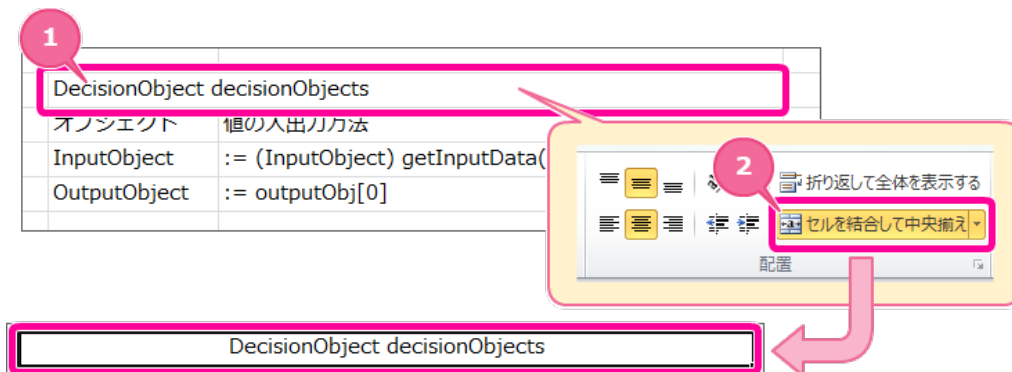 1
DecisionObject decisionObjects
オブジェクト 値の入出力方法
InputObject := (InputObject) getInputData(
OutputObject := outputObj[0]
2
折り返して全体を表示する
セルを結合して中央揃え
配置
DecisionObject decisionObjects